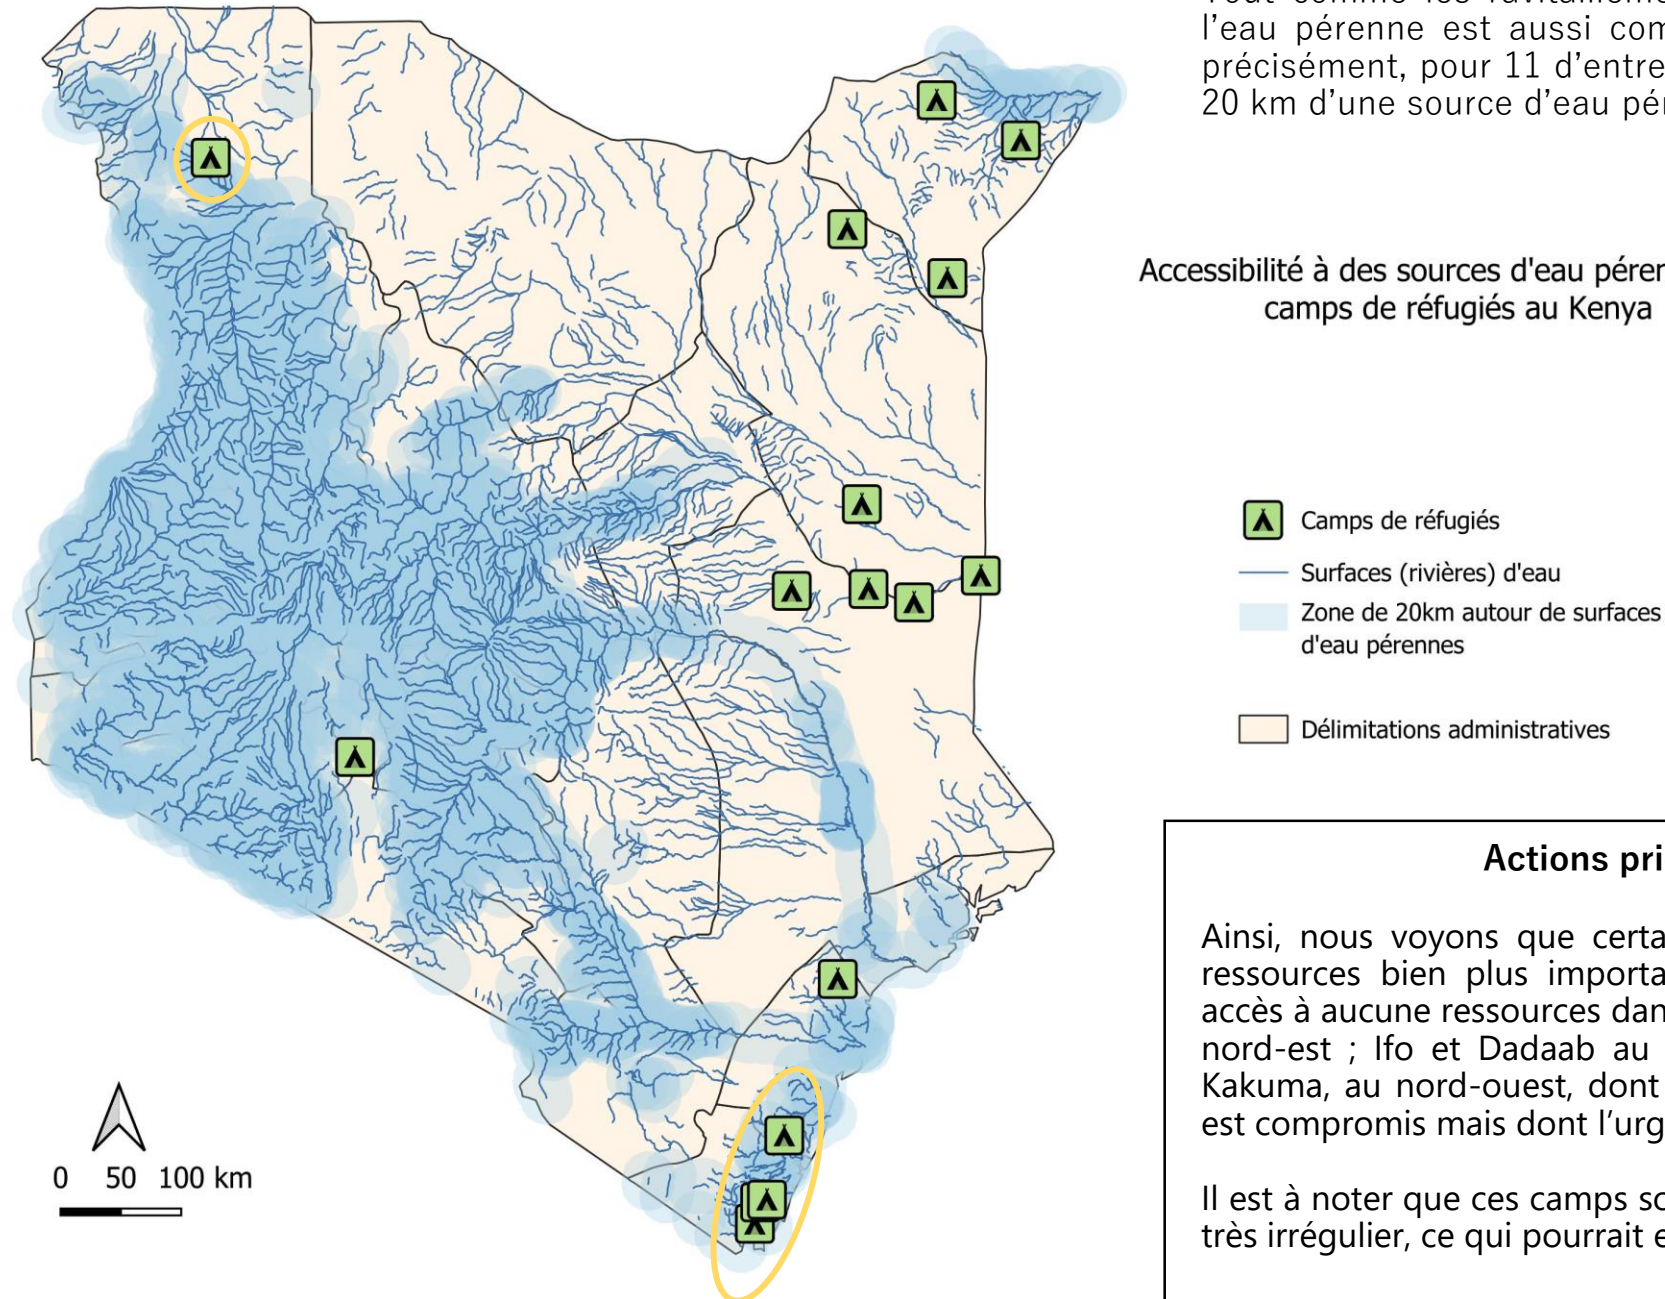 l'eau pérenne est aussi com
précisément, pour 11 d'entre
20 km d'une source d'eau pé
Accessibilité à des sources d'eau péren
camps de réfugiés au Kenya
Camps de réfugiés
Surfaces (rivières) d'eau
Zone de 20km autour de surfaces
d'eau pérennes
Délimitations administratives
Actions pri
Ainsi, nous voyons que certa
ressources bien plus importa
accès à aucune ressources dan
nord-est ; Ifo et Dadaab au
Kakuma, au nord-ouest, dont
est compromis mais dont l'urg
Il est à noter que ces camps so
très irrégulier, ce qui pourrait e
0 50 100 km